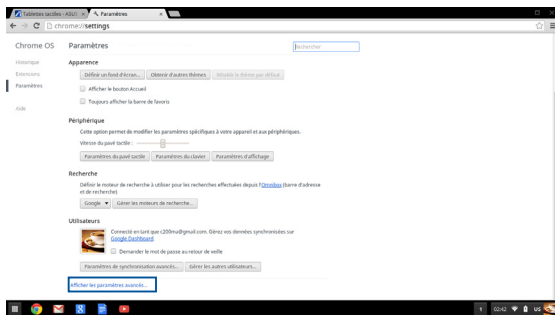 Tablettes tactiles - ASUS
Paramètres
chrome://settings
Chrome OS
Paramètres
Rechercher
Historique
Extensions
Paramètres
Aide
Apparence
Définir un fond d'écran... Obtenir d'autres thèmes Rétablir le thème par défaut
Afficher le bouton Accueil
Toujours afficher la barre de favoris
Périphérique
Cette option permet de modifier les paramètres spécifiques à votre appareil et aux périphériques.
Vitesse du pavé tactile :
Paramètres du pavé tactile Paramètres du clavier Paramètres d'affichage
Recherche
Définir le moteur de recherche à utiliser pour les recherches effectuées depuis l'Omnibox (barre d'adresse
et de recherche)
Google Gérer les moteurs de recherche...
Utilisateurs
Connecté en tant que c200ma@gmail.com. Gérez vos données synchronisées sur
Google Dashboard.
Demander le mot de passe au retour de veille
Paramètres de synchronisation avancés... Gérer les autres utilisateurs...
Afficher les paramètres avancés...
8
1 02:42 US